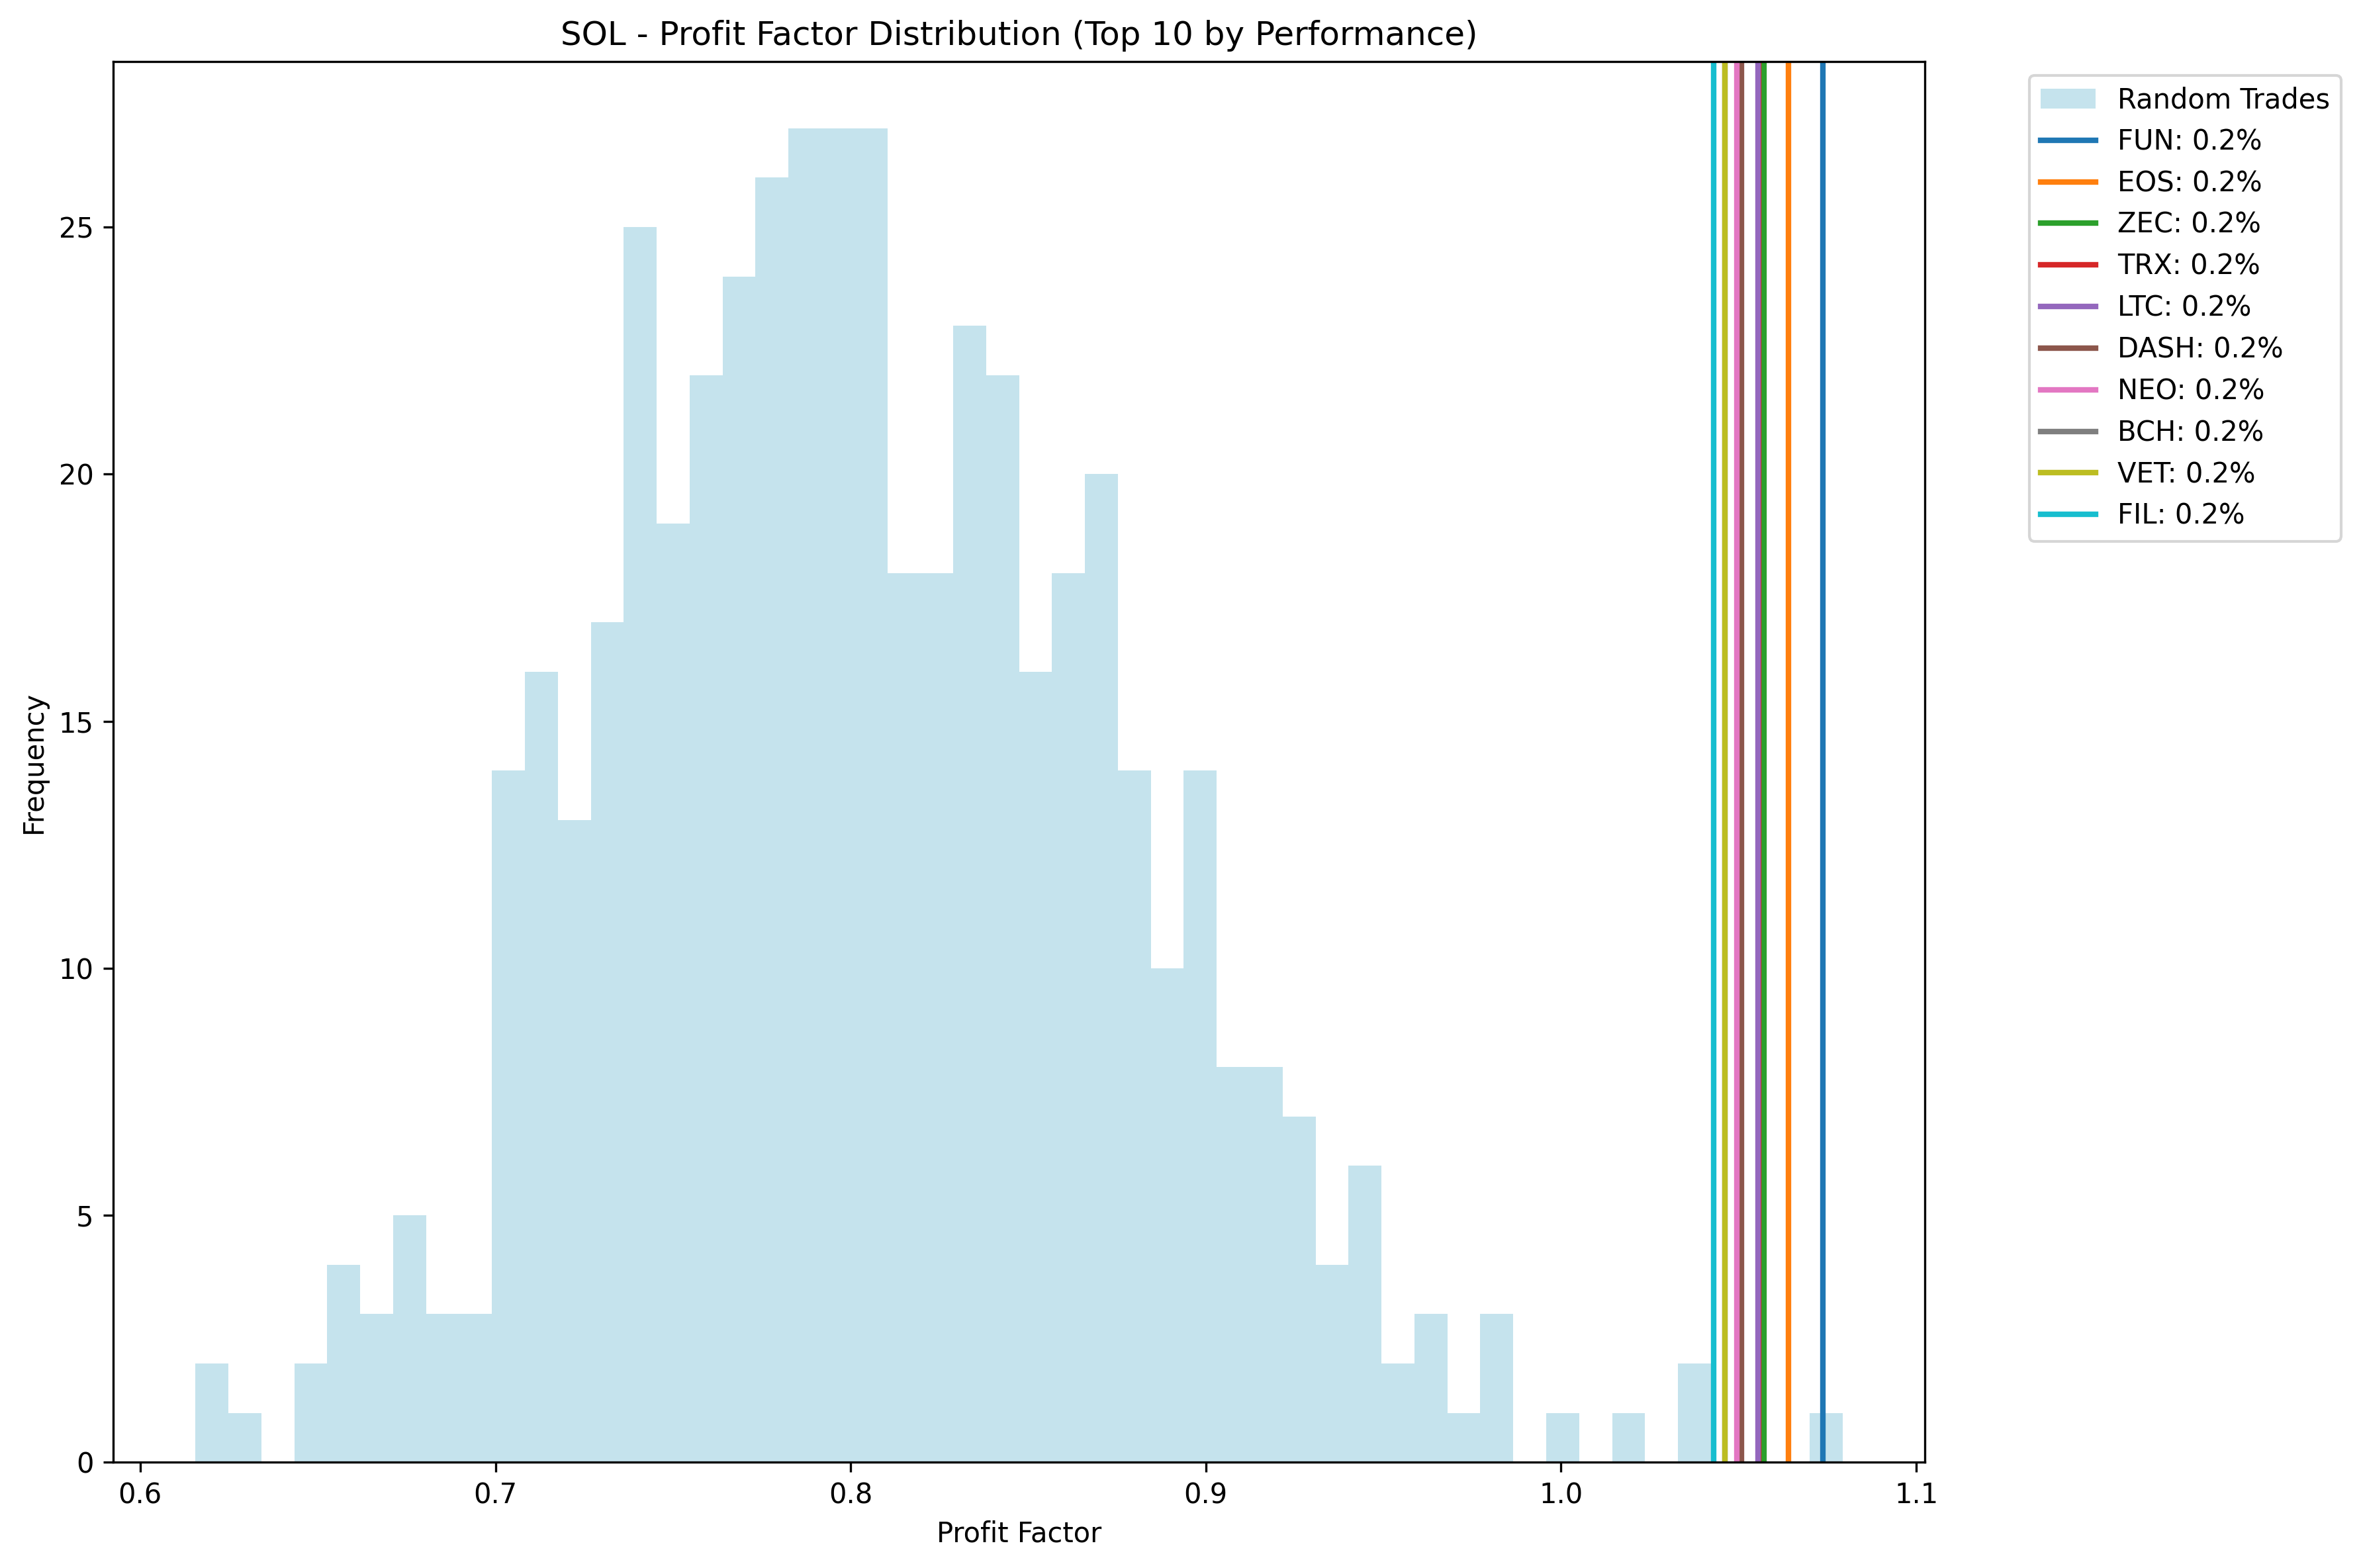 SOL - Profit Factor Distribution (Top 10 by Performance)
Random Trades
FUN: 0.2%
EOS: 0.2%
ZEC: 0.2%
TRX: 0.2%
LTC: 0.2%
DASH: 0.2%
NEO: 0.2%
BCH: 0.2%
VET: 0.2%
FIL: 0.2%
Frequency
25
20
15
10
5
0
0.6 0.7 0.8 0.9 1.0 1.1
Profit Factor